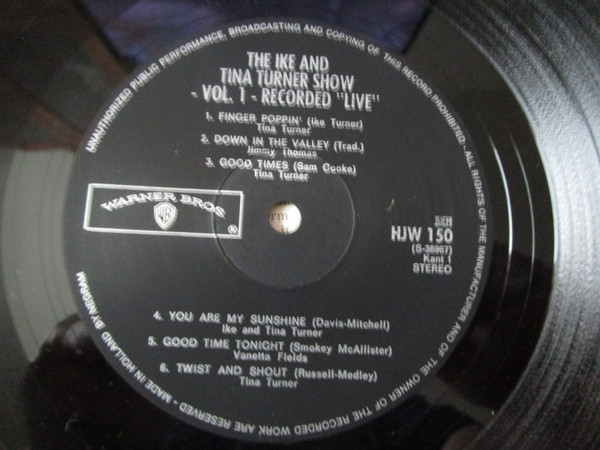 UNAUTHORIZED PUBLIC PERFORMANCE, BROADCASTING AND COPYING OF THIS RECORD PROHIBITED - ALL RIGHTS OF THE MANUFACTURER AND OF THE OWNER OF THE RECORDED WORK ARE RESERVED - MADE IN HOLLAND BY NEGRAM
THE IKE AND
TINA TURNER SHOW
- VOL. 1 - RECORDED "LIVE"
1. FINGER POPPIN' (Ike Turner)
Tina Turner
2. DOWN IN THE VALLEY (Trad.)
Jimmy Thomas
3. GOOD TIMES (Sam Cooke)
Tina Turner
WARNER BROS.
WB
®
HJW 150
(S-38967)
Kant 1
STEREO
4. YOU ARE MY SUNSHINE (Davis-Mitchell)
Ike and Tina Turner
5. GOOD TIME TONIGHT (Smokey McAllister)
Vanetta Fields
6. TWIST AND SHOUT (Russell-Medley)
Tina Turner